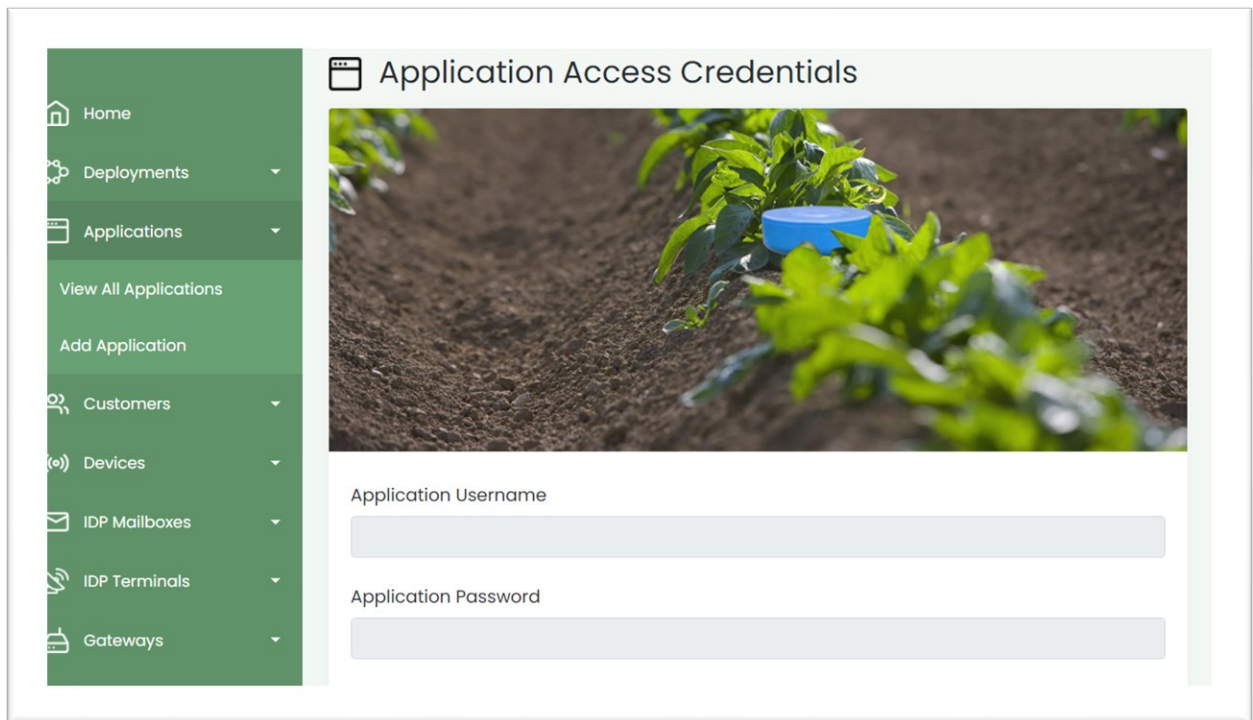 Application Access Credentials
Home
Deployments
Applications
View All Applications
Add Application
Customers
Devices
IDP Mailboxes
IDP Terminals
Gateways
Application Username
Application Password